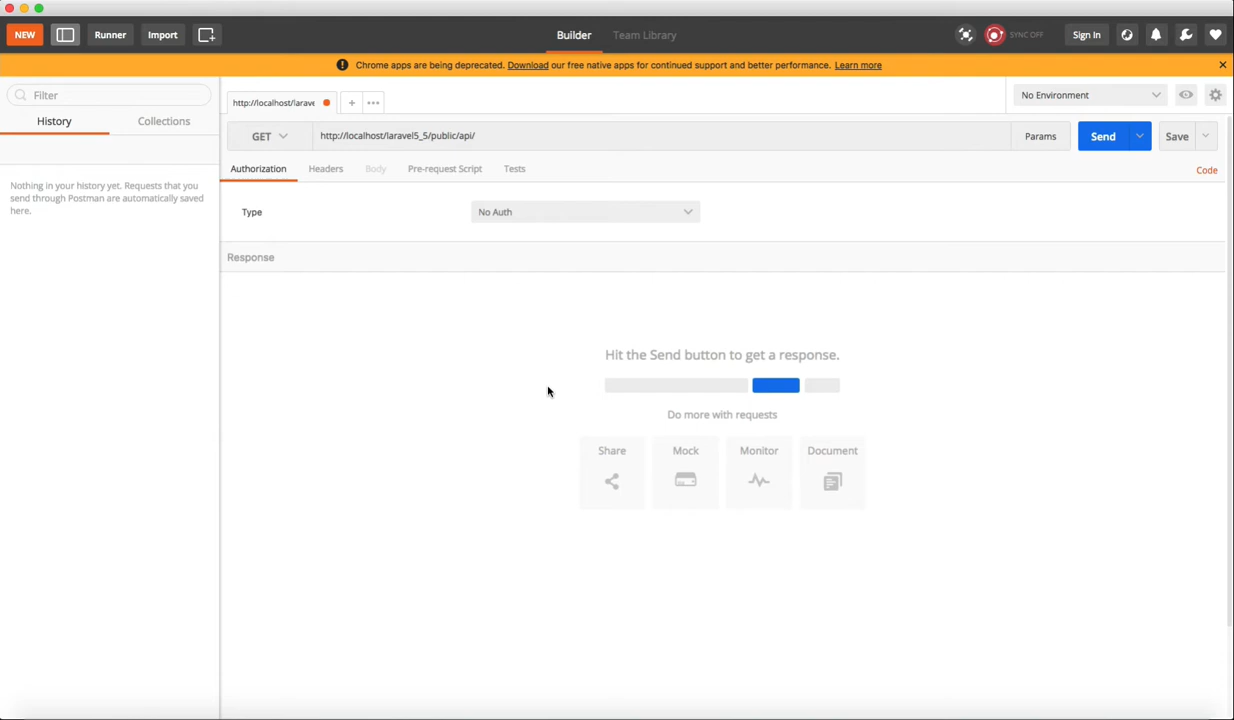 NEW Runner Import Builder Team Library SYNC OFF Sign In
Chrome apps are being deprecated. Download our free native apps for continued support and better performance. Learn more
Filter
History Collections
Nothing in your history yet. Requests that you
send through Postman are automatically saved
here.
http://localhost/larave
No Environment
GET http://localhost/laravel5_5/public/api/ Params Send Save
Authorization Headers Body Pre-request Script Tests Code
Type No Auth
Response
Hit the Send button to get a response.
Do more with requests
Share Mock Monitor Document